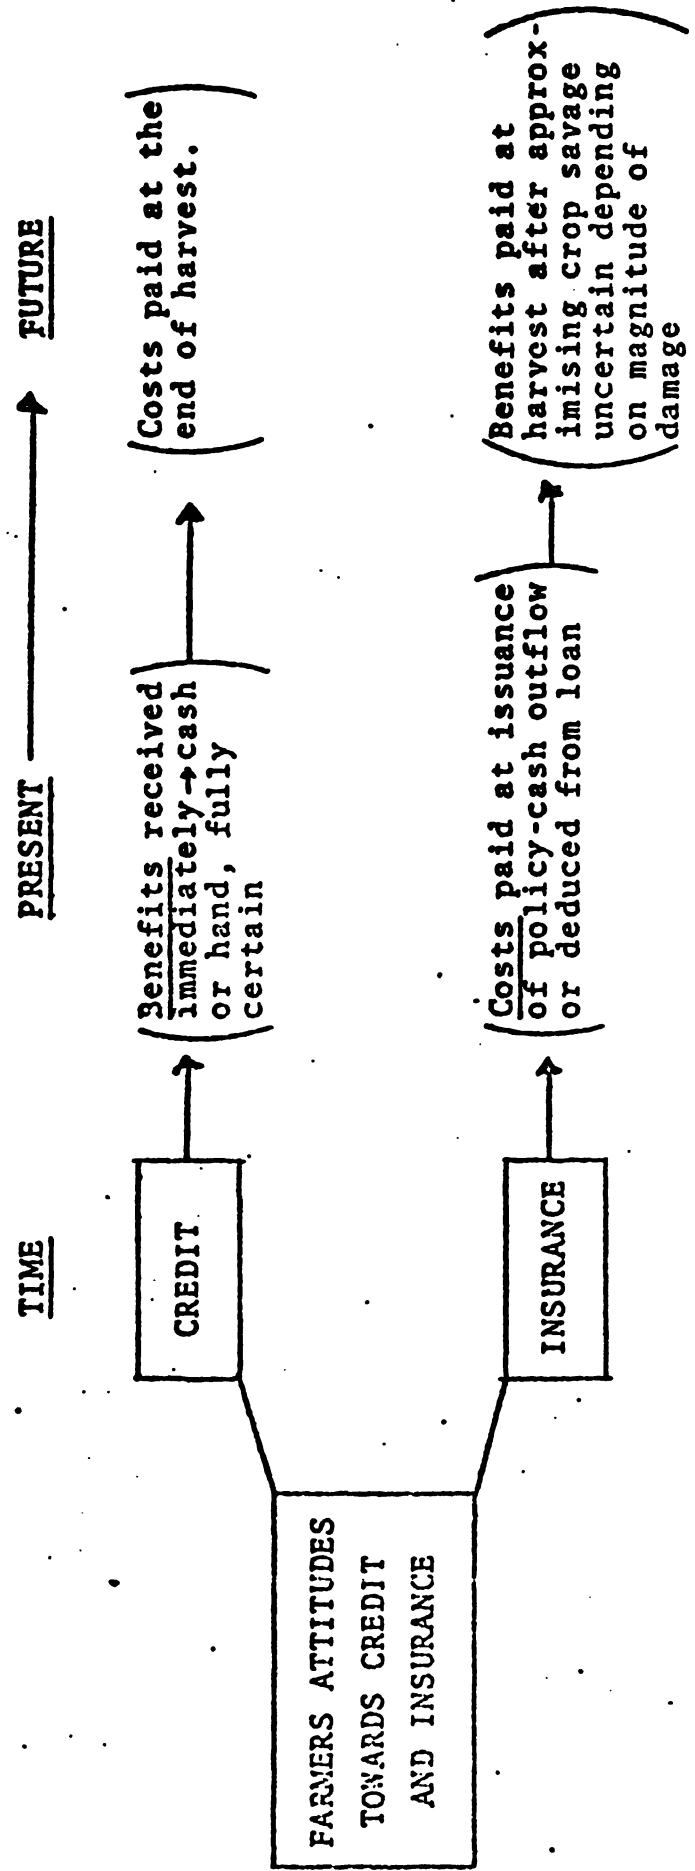 TIME
PRESENT
FUTURE
FARMERS ATTITUDES
TOWARDS CREDIT
AND INSURANCE
CREDIT
Benefits received
immediately→cash
or hand, fully
certain
Costs paid at the
end of harvest.
INSURANCE
Costs paid at issuance
of policy-cash outflow
or deduced from loan
Benefits paid at
harvest after approx-
imising crop savage
uncertain depending
on magnitude of
damage